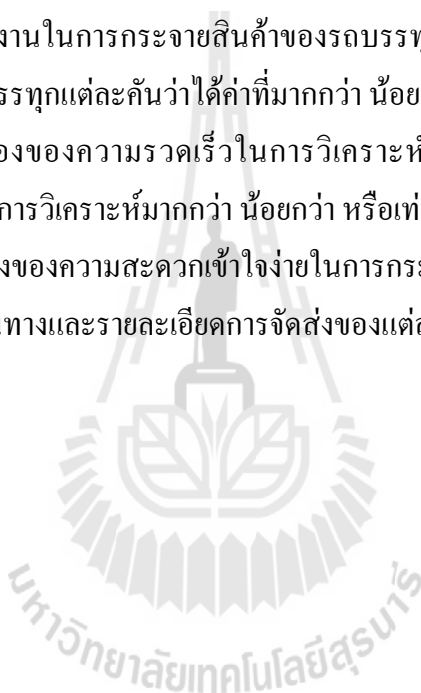 งานในการกระจายสินค้าของรถบรรทุ
รรทุกแต่ละคันว่าได้ค่าที่มากกว่า น้อย
องของความรวดเร็วในการวิเคราะห์
การวิเคราะห์มากกว่า น้อยกว่า หรือเท่
งของความสะดวกเข้าใจง่ายในการกระ
นทางและรายละเอียดการจัดส่งของแต่ล
มหาวิทยาลัยเทคโนโลยีสุรนารี